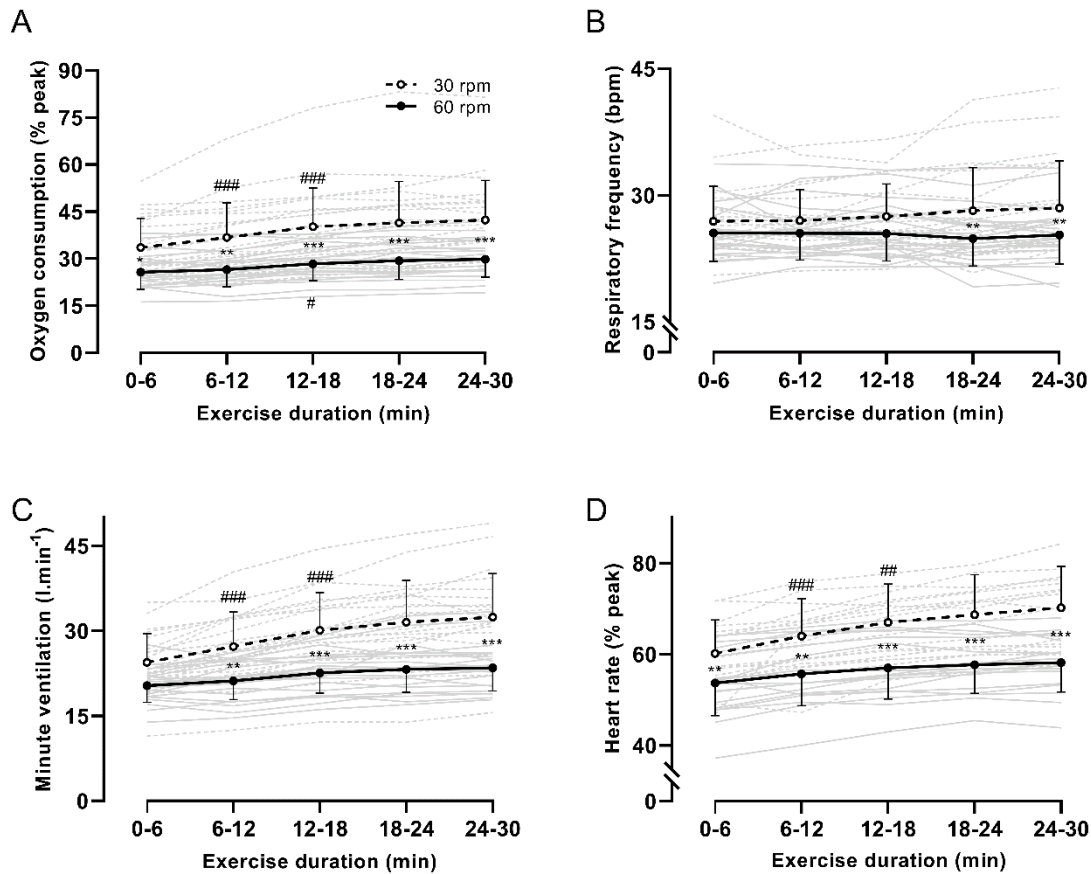 A
Oxygen consumption (% peak)
90
75
60
45
30
15
0
30 rpm
60 rpm
### ###
* ** *** *** ***
#
0-6 6-12 12-18 18-24 24-30
Exercise duration (min)
B
Respiratory frequency (bpm)
45
30
15
0
** **
0-6 6-12 12-18 18-24 24-30
Exercise duration (min)
C
Minute ventilation (l.min⁻¹)
45
30
15
0
### ###
** *** *** ***
0-6 6-12 12-18 18-24 24-30
Exercise duration (min)
D
Heart rate (% peak)
80
60
40
0
### ##
** ** *** *** ***
0-6 6-12 12-18 18-24 24-30
Exercise duration (min)